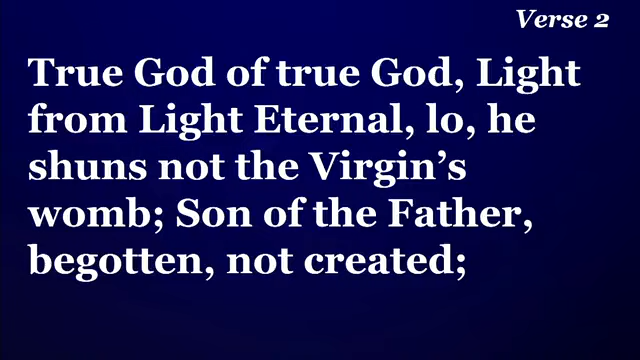 Verse 2
True God of true God, Light
from Light Eternal, lo, he
shuns not the Virgin’s
womb; Son of the Father,
begotten, not created;